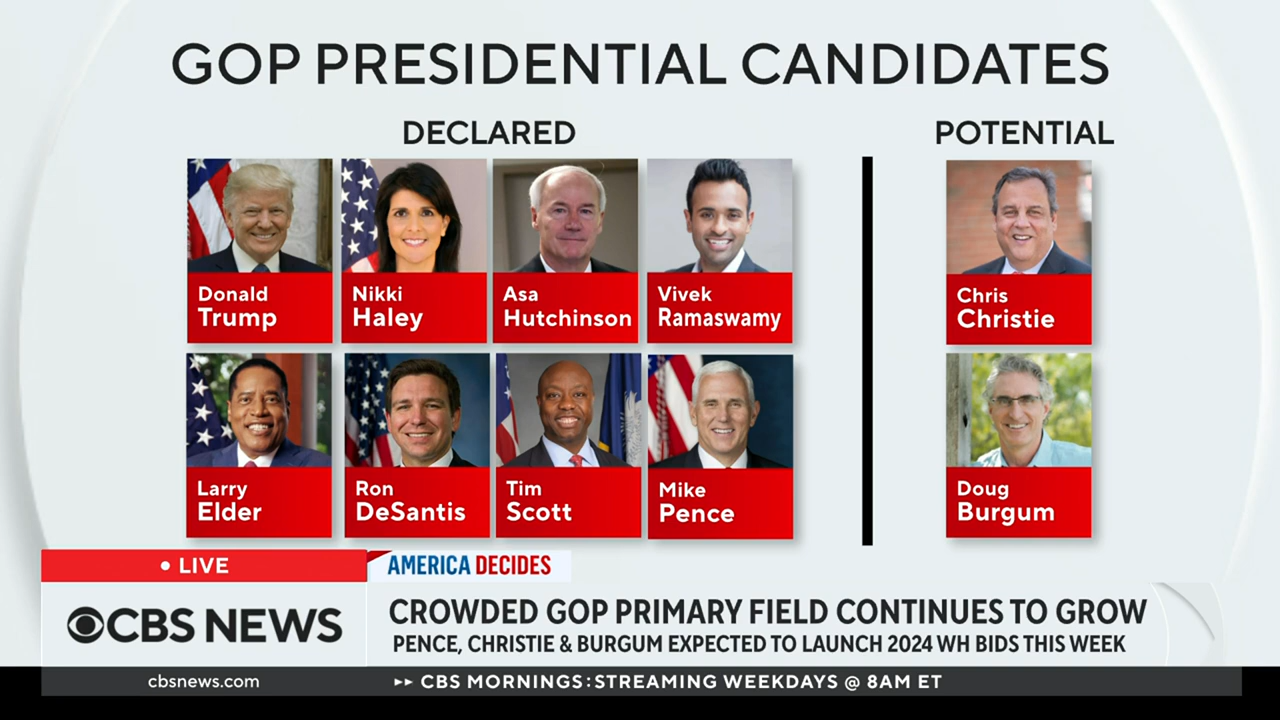 GOP PRESIDENTIAL CANDIDATES
DECLARED
POTENTIAL
Donald
Trump
Nikki
Haley
Asa
Hutchinson
Vivek
Ramaswamy
Chris
Christie
Larry
Elder
Ron
DeSantis
Tim
Scott
Mike
Pence
Doug
Burgum
• LIVE
AMERICA DECIDES
CBS NEWS
CROWDED GOP PRIMARY FIELD CONTINUES TO GROW
PENCE, CHRISTIE & BURGUM EXPECTED TO LAUNCH 2024 WH BIDS THIS WEEK
cbsnews.com
►► CBS MORNINGS: STREAMING WEEKDAYS @ 8AM ET